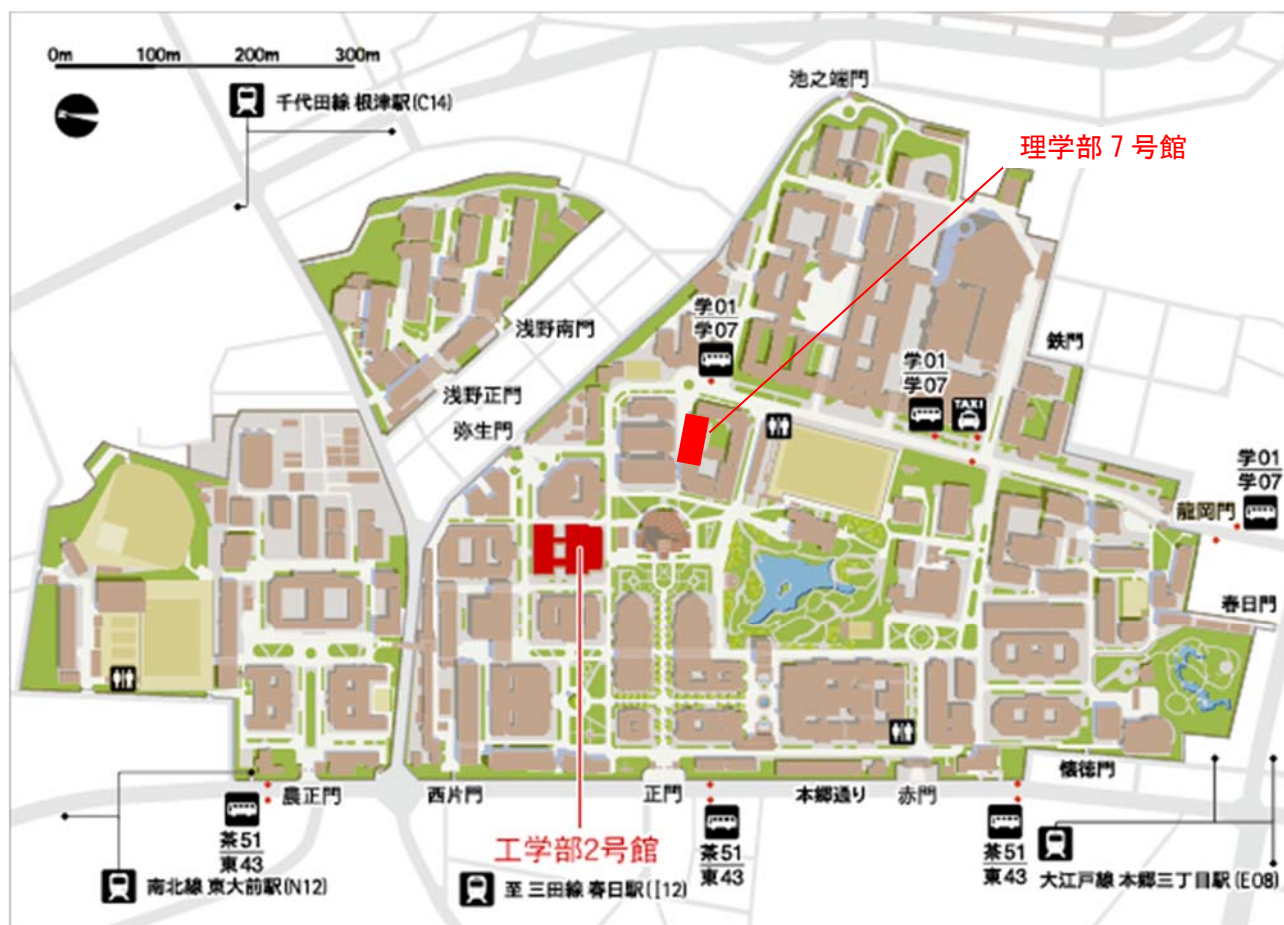 0m 100m 200m 300m
千代田線 根津駅(C14)
池之端門
理学部7号館
学01
学07
浅野南門
学01
学07
鉄門
浅野正門
TAXI
弥生門
学01
学07
龍岡門
春日門
懐徳門
農正門
西片門
正門
本郷通り
赤門
茶51
東43
工学部2号館
茶51
東43
茶51
東43
南北線 東大前駅(N12)
至 三田線 春日駅([12)
大江戸線 本郷三丁目駅(E08)